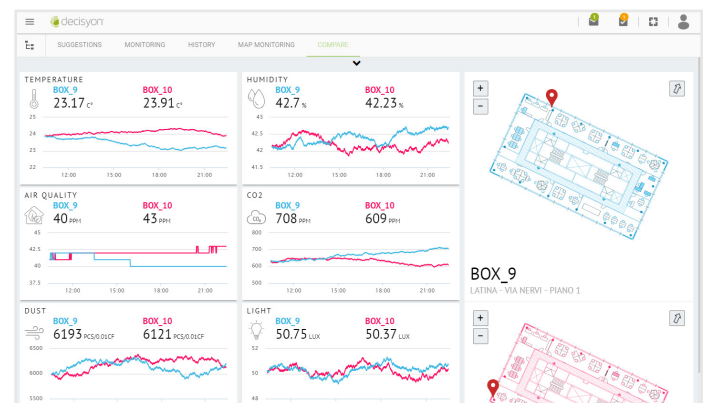 decisyon
SUGGESTIONS MONITORING HISTORY MAP MONITORING COMPARE
TEMPERATURE
BOX_9 BOX_10
23.17 C° 23.91 C°
25
24
23
22
12:00 15:00 18:00 21:00
HUMIDITY
BOX_9 BOX_10
42.7 % 42.23 %
43
42.5
42
41.5
12:00 15:00 18:00 21:00
AIR QUALITY
BOX_9 BOX_10
40 PPM 43 PPM
45
42.5
40
37.5
12:00 15:00 18:00 21:00
CO2
BOX_9 BOX_10
CO₂ 708 PPM 609 PPM
800
700
600
500
12:00 15:00 18:00 21:00
DUST
BOX_9 BOX_10
6193 PCS/0.01CF 6121 PCS/0.01CF
6500
6000
5500
LIGHT
BOX_9 BOX_10
50.75 LUX 50.37 LUX
52
50
48
+
−
BOX_9
LATINA - VIA NERVI - PIANO 1
+
−